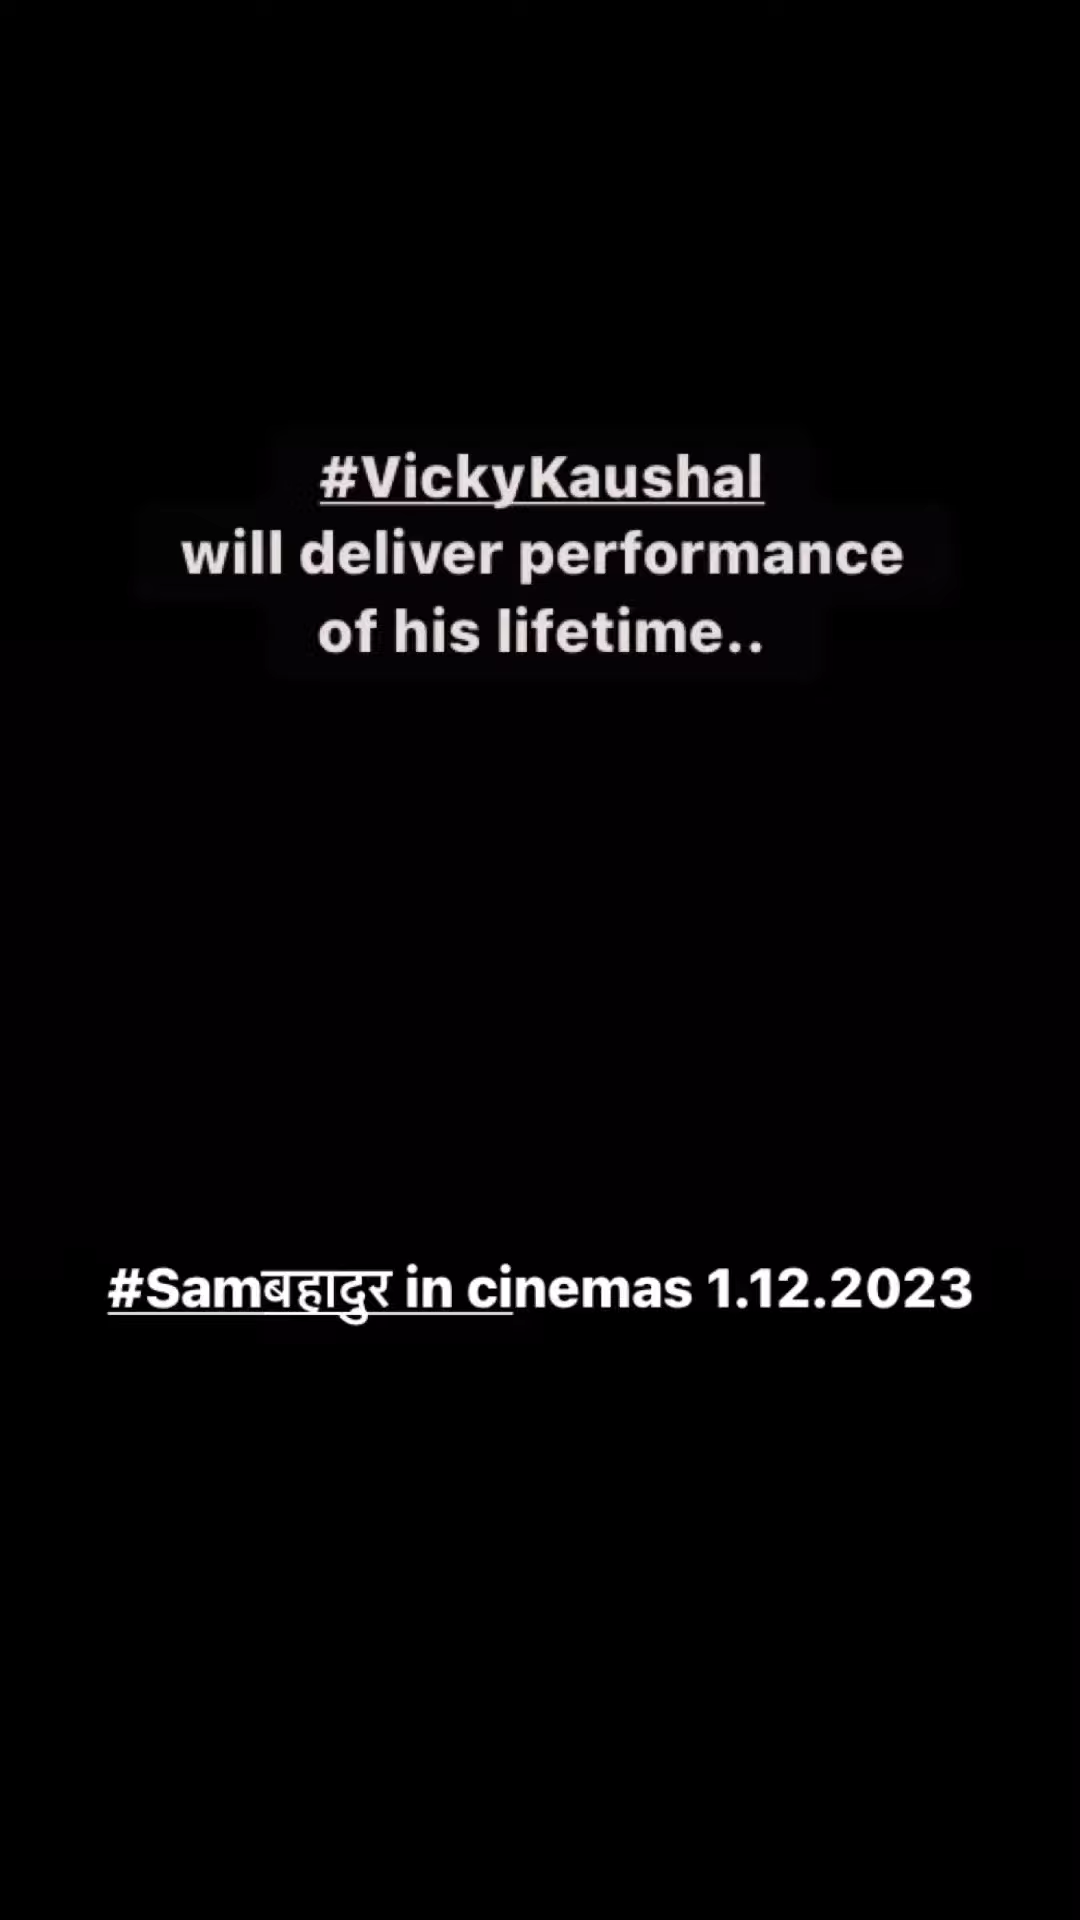 #VickyKaushal
will deliver performance
of his lifetime..
#Samबहादुर in cinemas 1.12.2023